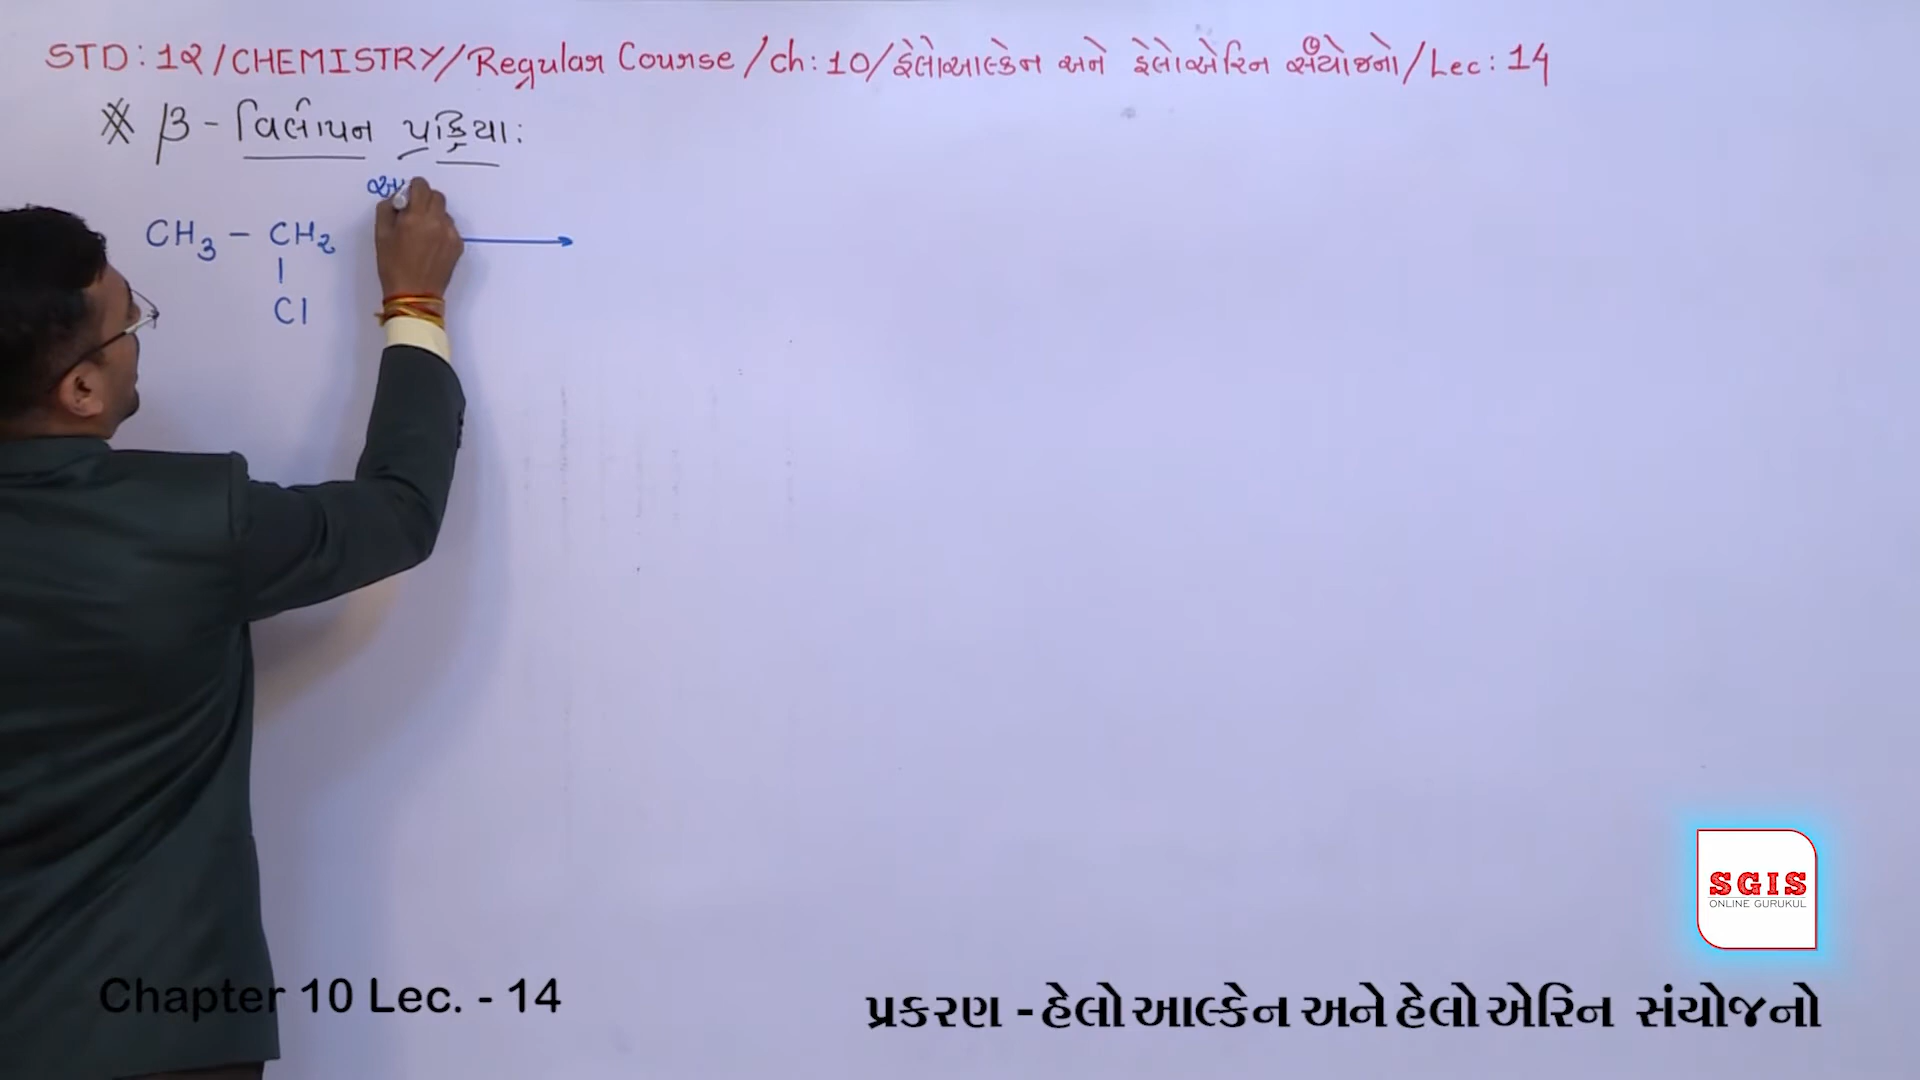 STD : 12 / CHEMISTRY / Regular Course / ch : 10 / હેલોઆલ્કેન અને હેલોએરિન સંયોજનો / Lec : 14
※ β - વિલોપન પ્રક્રિયા :
CH3 - CH2
|
Cl
SGIS
ONLINE GURUKUL
Chapter 10 Lec. - 14
પ્રકરણ - હેલો આલ્કેન અને હેલો એરિન સંયોજનો